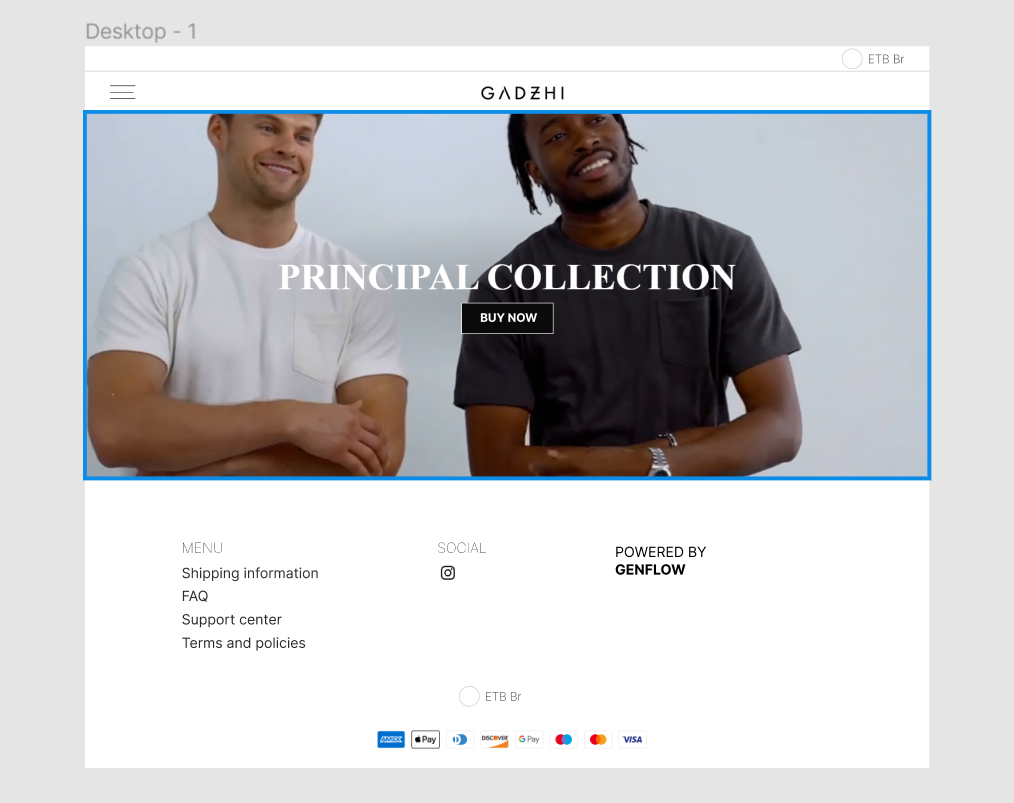 Desktop - 1
ETB Br
GADZHI
PRINCIPAL COLLECTION
BUY NOW
MENU
Shipping information
FAQ
Support center
Terms and policies
SOCIAL
POWERED BY
GENFLOW
ETB Br
AMEX Pay DISCOVER G Pay VISA